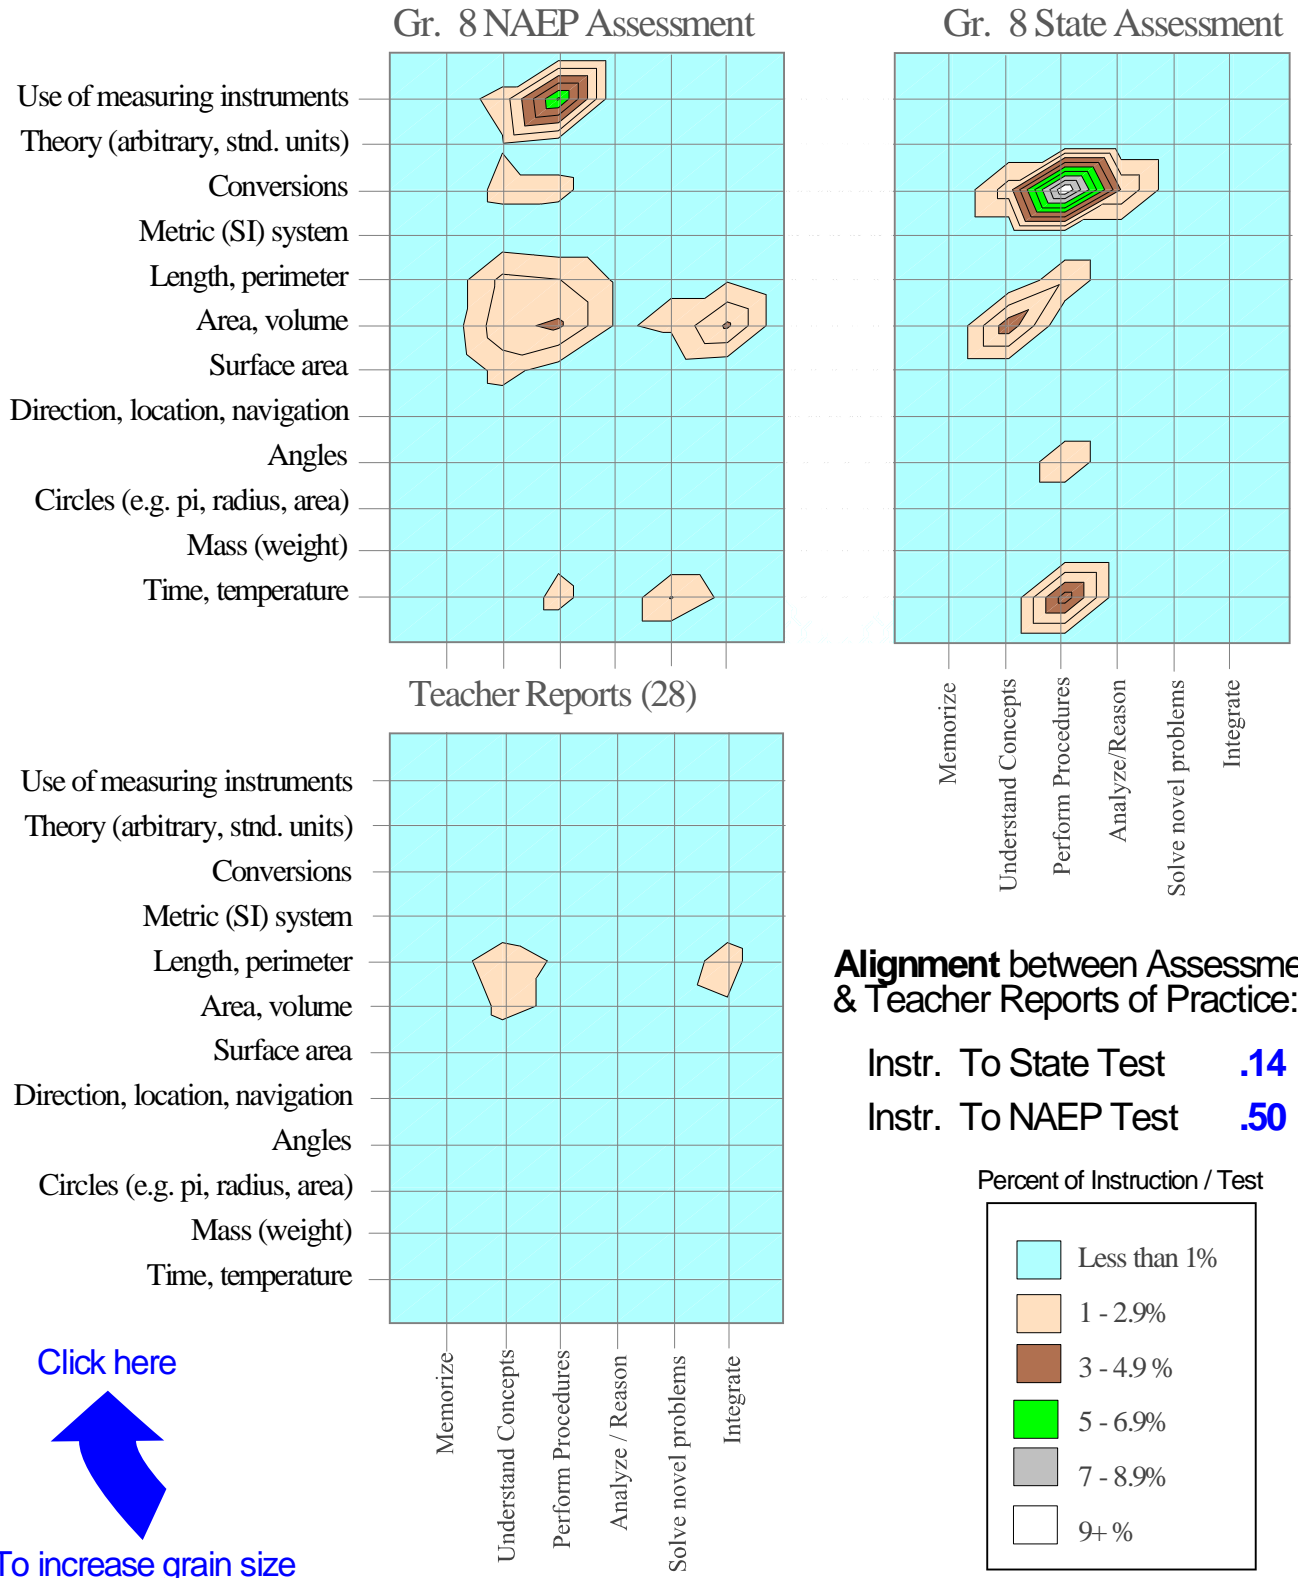 Gr. 8 NAEP Assessment
Gr. 8 State Assessment
Use of measuring instruments
Theory (arbitrary, stnd. units)
Conversions
Metric (SI) system
Length, perimeter
Area, volume
Surface area
Direction, location, navigation
Angles
Circles (e.g. pi, radius, area)
Mass (weight)
Time, temperature
Memorize
Understand Concepts
Perform Procedures
Analyze/Reason
Solve novel problems
Integrate
Teacher Reports (28)
Use of measuring instruments
Theory (arbitrary, stnd. units)
Conversions
Metric (SI) system
Length, perimeter
Area, volume
Surface area
Direction, location, navigation
Angles
Circles (e.g. pi, radius, area)
Mass (weight)
Time, temperature
Memorize
Understand Concepts
Perform Procedures
Analyze / Reason
Solve novel problems
Integrate
Alignment between Assessme
& Teacher Reports of Practice:
Instr. To State Test .14
Instr. To NAEP Test .50
Percent of Instruction / Test
Less than 1%
1 - 2.9%
3 - 4.9 %
5 - 6.9%
7 - 8.9%
9+ %
Click here
To increase grain size